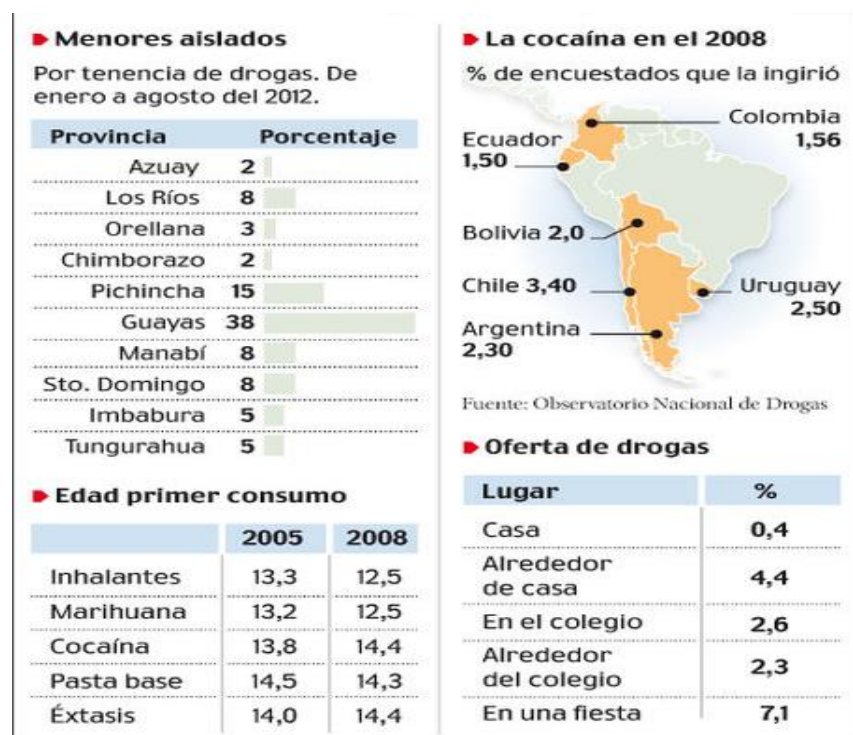 Menores aislados
Por tenencia de drogas. De
enero a agosto del 2012.
Provincia Porcentaje
Azuay 2
Los Ríos 8
Orellana 3
Chimborazo 2
Pichincha 15
Guayas 38
Manabí 8
Sto. Domingo 8
Imbabura 5
Tungurahua 5
Edad primer consumo
2005 2008
Inhalantes 13,3 12,5
Marihuana 13,2 12,5
Cocaína 13,8 14,4
Pasta base 14,5 14,3
Éxtasis 14,0 14,4
La cocaína en el 2008
% de encuestados que la ingirió
Colombia
1,56
Ecuador
1,50
Bolivia 2,0
Chile 3,40
Uruguay
2,50
Argentina
2,30
Fuente: Observatorio Nacional de Drogas
Oferta de drogas
Lugar %
Casa 0,4
Alrededor
de casa 4,4
En el colegio 2,6
Alrededor
del colegio 2,3
En una fiesta 7,1